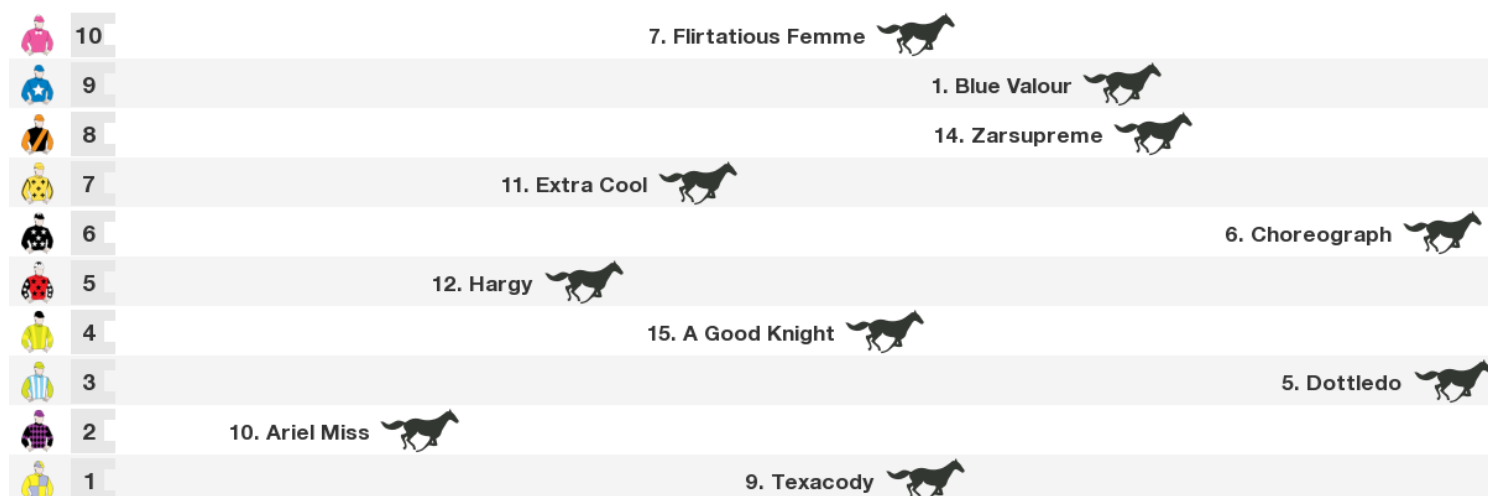 10 7. Flirtatious Femme
9 1. Blue Valour
8 14. Zarsupreme
7 11. Extra Cool
6 6. Choreograph
5 12. Hargy
4 15. A Good Knight
3 5. Dottledo
2 10. Ariel Miss
1 9. Texacody